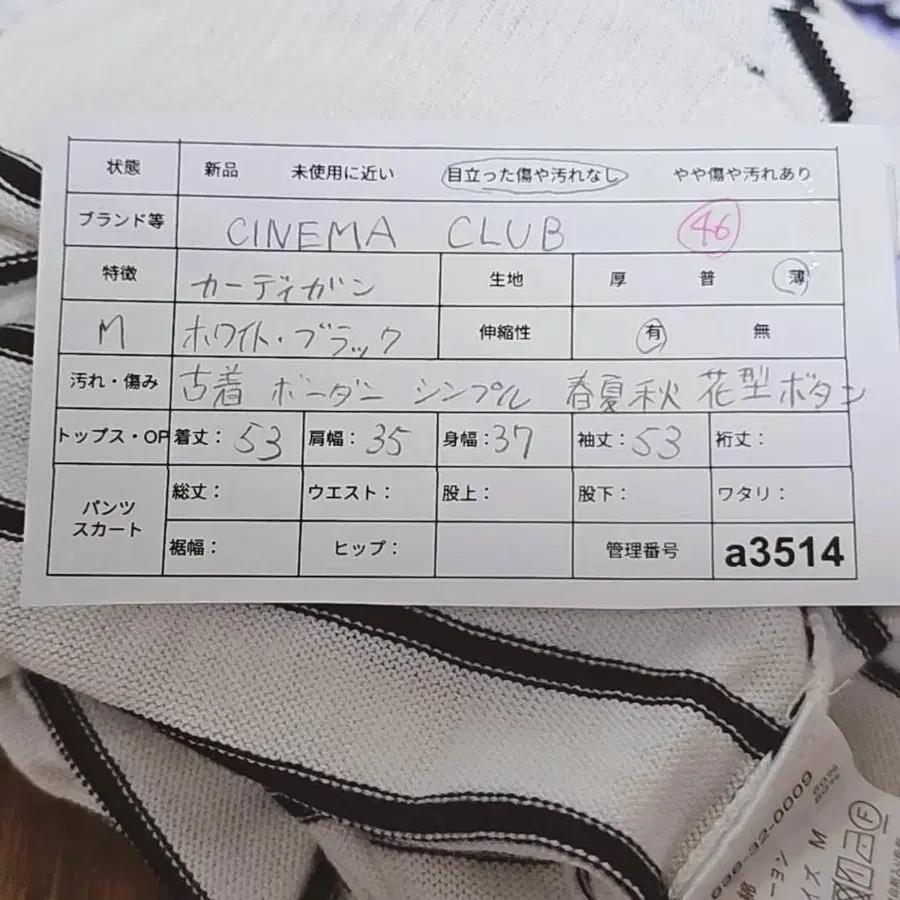 状態 新品 未使用に近い 目立った傷や汚れなし やや傷や汚れあり
ブランド等 CINEMA CLUB 46
特徴 カーディガン 生地 厚 普 薄
M ホワイト・ブラック 伸縮性 有 無
汚れ・傷み 古着 ボーダー シンプル 春夏秋 花型ボタン
トップス・OP 着丈: 53 肩幅: 35 身幅: 37 袖丈: 53 裄丈:
パンツ スカート 総丈: ウエスト: 股上: 股下: ワタリ:
裾幅: ヒップ: 管理番号 a3514
936-32-0009
綿
イズ M
F